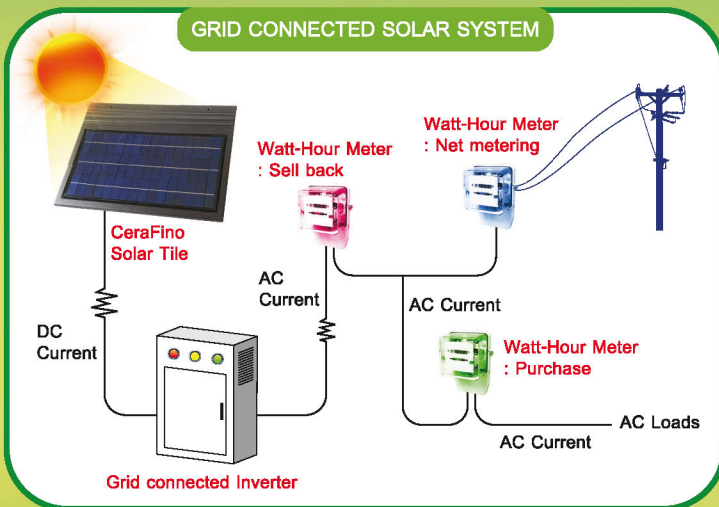 GRID CONNECTED SOLAR SYSTEM
Watt-Hour Meter
: Sell back
Watt-Hour Meter
: Net metering
CeraFino
Solar Tile
AC
Current
DC
Current
AC Current
Watt-Hour Meter
: Purchase
AC Loads
AC Current
Grid connected Inverter